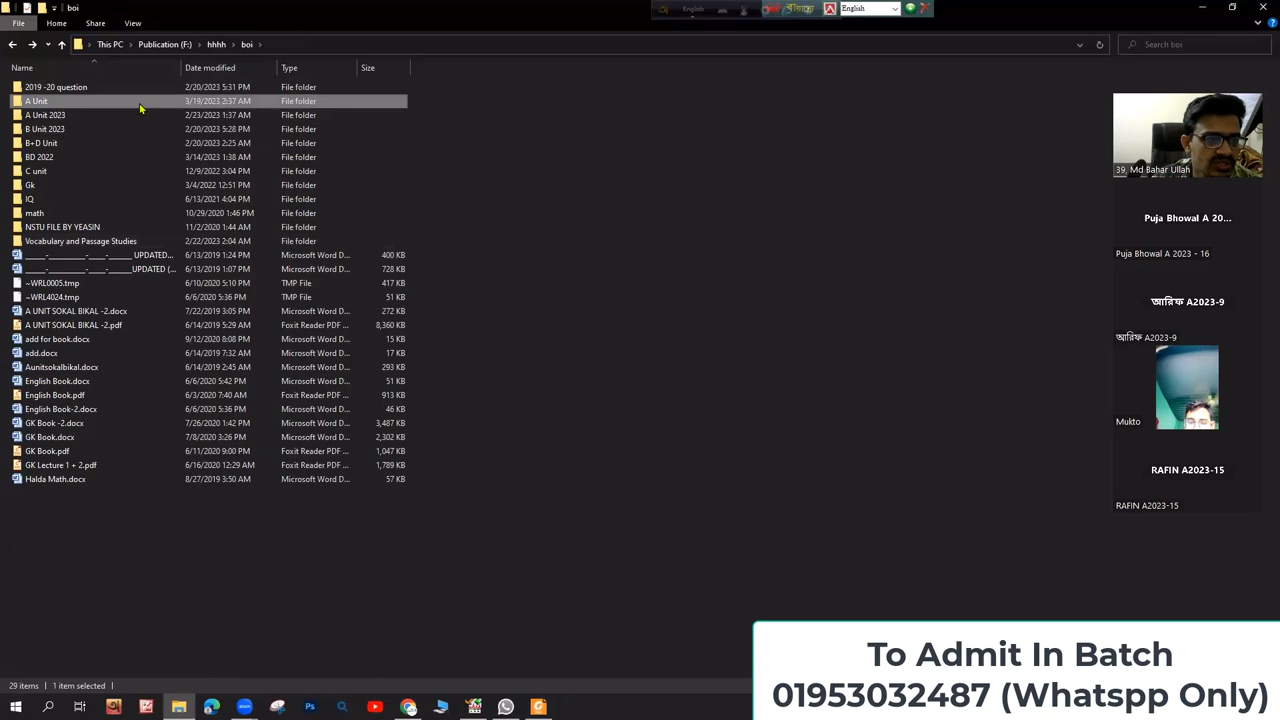 boi
English
English
File
Home
Share
View
This PC
Publication (F:)
hhhh
boi
Search boi
Name
Date modified
Type
Size
2019 -20 question 2/20/2023 5:31 PM File folder
A Unit 3/19/2023 2:37 AM File folder
A Unit 2023 2/23/2023 1:37 AM File folder
B Unit 2023 2/20/2023 5:28 PM File folder
B+D Unit 2/20/2023 2:25 AM File folder
BD 2022 3/14/2023 1:38 AM File folder
C unit 12/9/2022 3:04 PM File folder
Gk 3/4/2022 12:51 PM File folder
IQ 6/13/2021 4:04 PM File folder
math 10/29/2020 1:46 PM File folder
NSTU FILE BY YEASIN 11/2/2020 1:44 AM File folder
Vocabulary and Passage Studies 2/22/2023 2:04 AM File folder
_____-_________-____-______ UPDATED... 6/13/2019 1:24 PM Microsoft Word D... 400 KB
_____-_________-____-______UPDATED (... 6/13/2019 1:07 PM Microsoft Word D... 728 KB
~WRL0005.tmp 6/10/2020 5:10 PM TMP File 417 KB
~WRL4024.tmp 6/6/2020 5:36 PM TMP File 51 KB
A UNIT SOKAL BIKAL -2.docx 7/22/2019 3:05 PM Microsoft Word D... 272 KB
A UNIT SOKAL BIKAL -2.pdf 6/14/2019 5:29 AM Foxit Reader PDF ... 8,360 KB
add for book.docx 9/12/2020 8:08 PM Microsoft Word D... 15 KB
add.docx 6/14/2019 7:32 AM Microsoft Word D... 13 KB
Aunitsokalbikal.docx 6/14/2019 2:45 AM Microsoft Word D... 293 KB
English Book.docx 6/6/2020 5:42 PM Microsoft Word D... 51 KB
English Book.pdf 6/3/2020 7:40 AM Foxit Reader PDF ... 913 KB
English Book-2.docx 6/6/2020 5:36 PM Microsoft Word D... 46 KB
GK Book -2.docx 7/26/2020 1:42 PM Microsoft Word D... 3,487 KB
GK Book.docx 7/8/2020 3:26 PM Microsoft Word D... 2,302 KB
GK Book.pdf 6/11/2020 9:00 PM Foxit Reader PDF ... 1,047 KB
GK Lecture 1 + 2.pdf 6/16/2020 12:29 AM Foxit Reader PDF ... 1,789 KB
Halda Math.docx 8/27/2019 3:50 AM Microsoft Word D... 57 KB
39, Md Bahar Ullah
Puja Bhowal A 20...
Puja Bhowal A 2023 - 16
আরিফ A2023-9
আরিফ A2023-9
Mukto
RAFIN A2023-15
RAFIN A2023-15
29 items
1 item selected
To Admit In Batch
01953032487 (Whatspp Only)